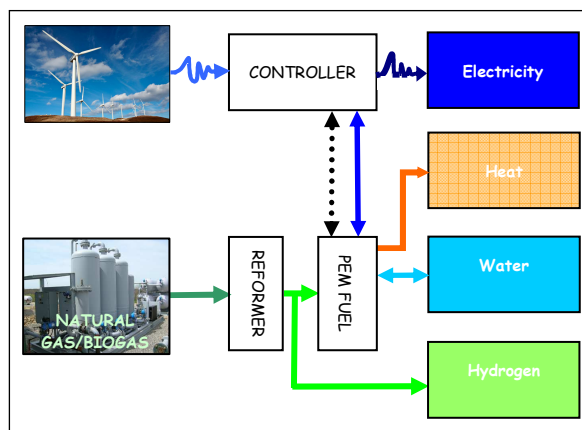 CONTROLLER
Electricity
Heat
NATURAL
GAS/BIOGAS
REFORMER
PEM FUEL
Water
Hydrogen